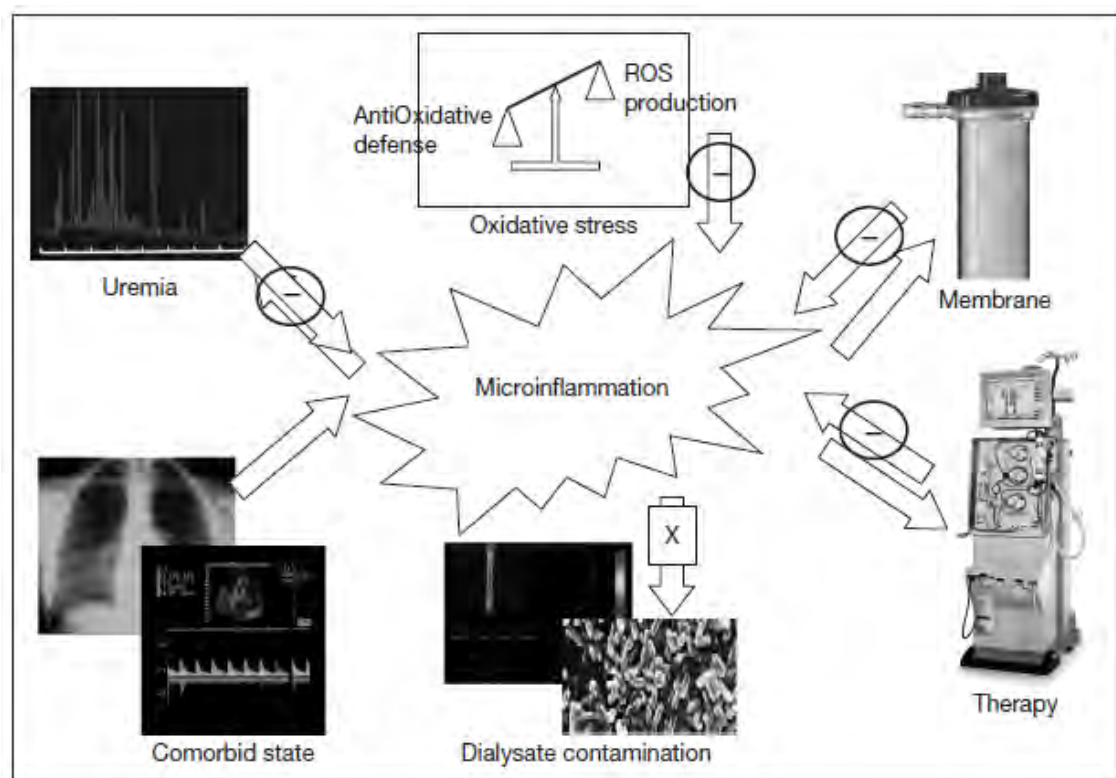 AntiOxidative
defense
ROS
production
−
Oxidative stress
Uremia
−
−
Membrane
Microinflammation
−
X
Comorbid state
Dialysate contamination
Therapy